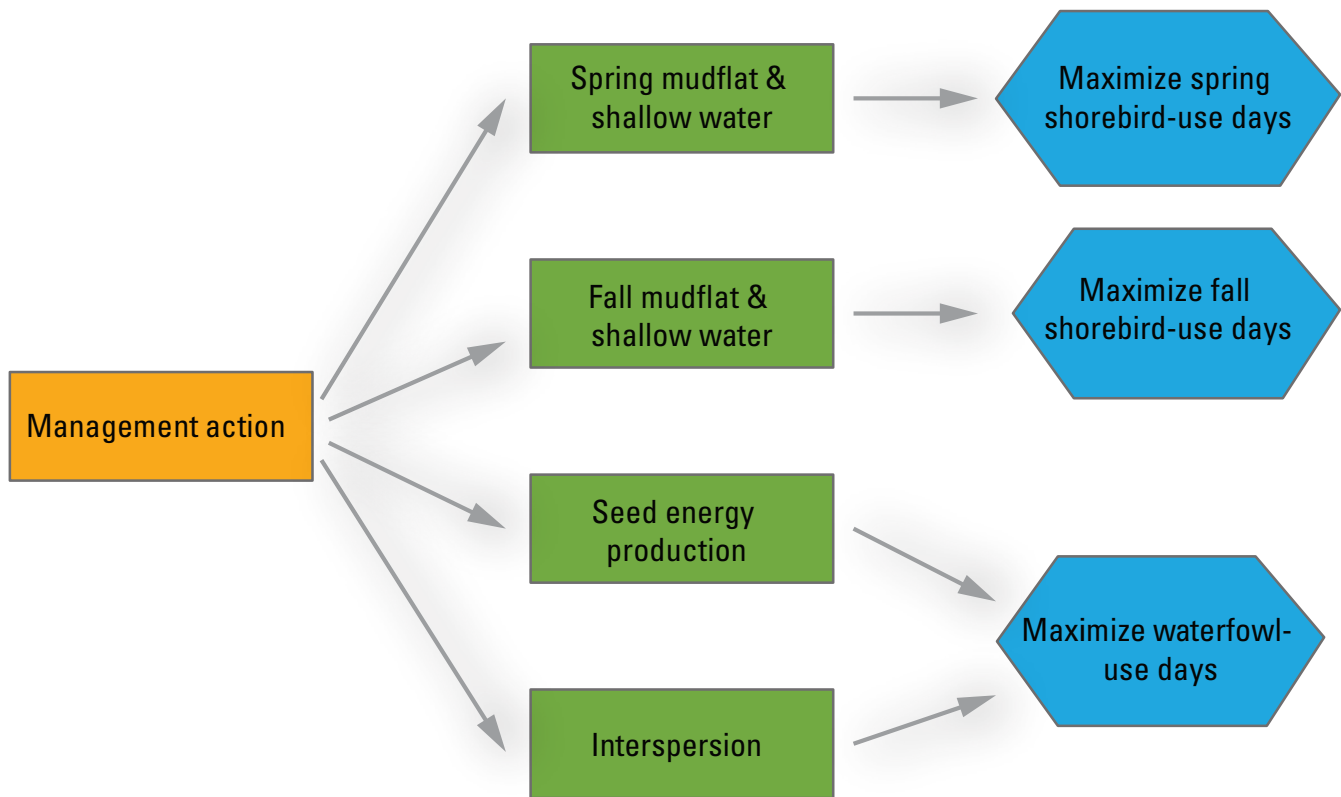 Spring mudflat &
shallow water
Maximize spring
shorebird-use days
Fall mudflat &
shallow water
Maximize fall
shorebird-use days
Management action
Seed energy
production
Maximize waterfowl-
use days
Interspersion